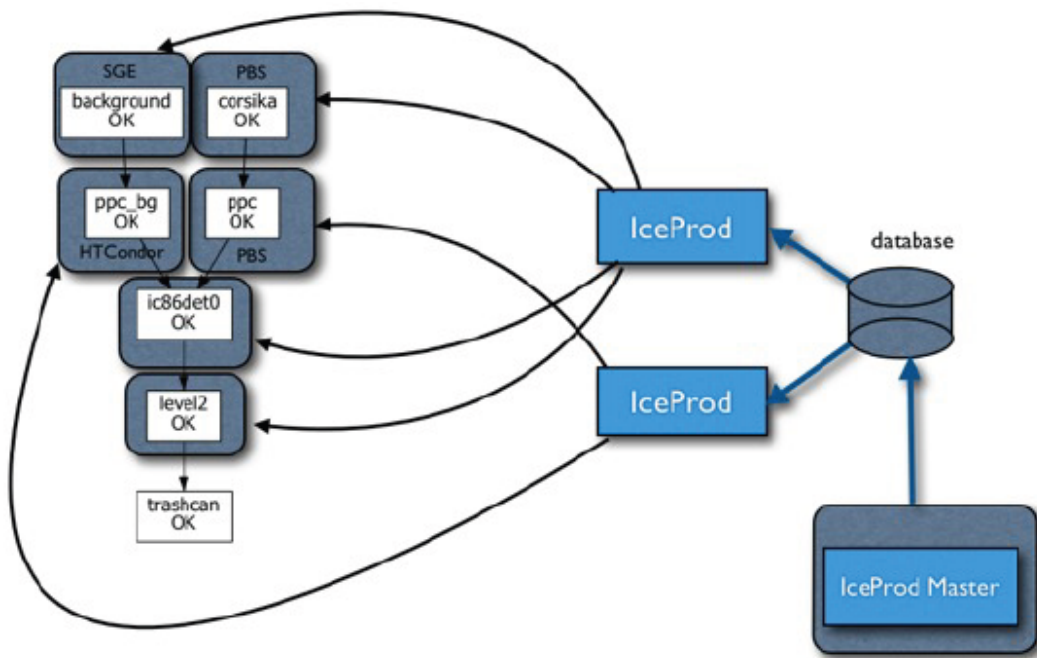 SGE
background
OK
PBS
corsika
OK
ppc_bg
OK
HTCondor
ppc
OK
PBS
ic86det0
OK
level2
OK
trashcan
OK
IceProd
IceProd
database
IceProd Master